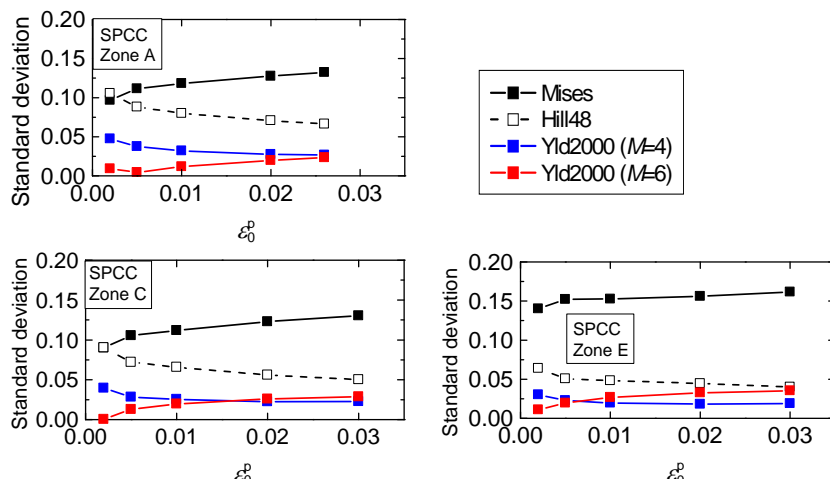 SPCC
Zone A
Standard deviation
0.20
0.15
0.10
0.05
0.00
0.00 0.01 0.02 0.03
ε₀ᵖ
Mises
Hill48
Yld2000 (M=4)
Yld2000 (M=6)
SPCC
Zone C
Standard deviation
0.20
0.15
0.10
0.05
0.00
0.00 0.01 0.02 0.03
ε₀ᵖ
SPCC
Zone E
Standard deviation
0.20
0.15
0.10
0.05
0.00
0.00 0.01 0.02 0.03
ε₀ᵖ